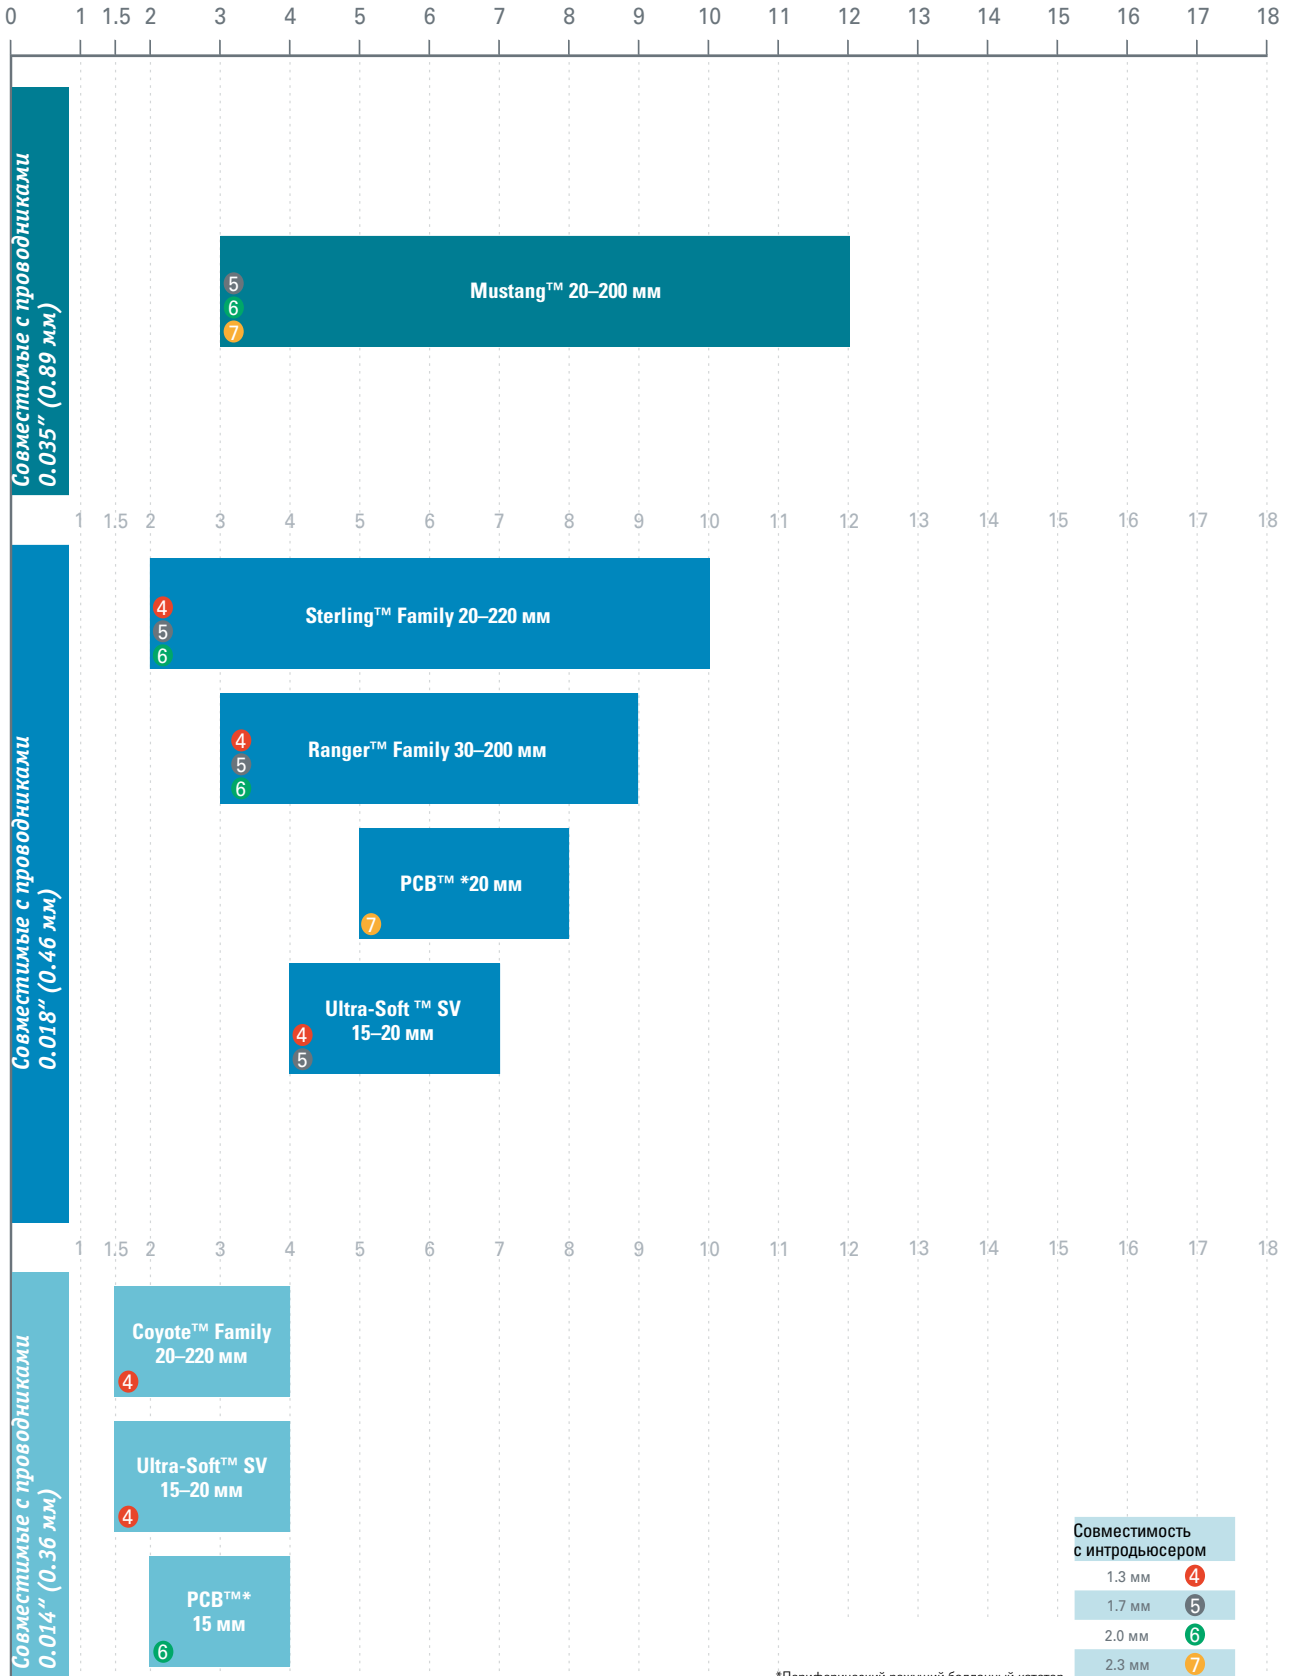 0 1 1.5 2 3 4 5 6 7 8 9 10 11 12 13 14 15 16 17 18
Совместимые с проводниками
0.035″ (0.89 мм)
Mustang™ 20–200 мм
5
6
7
1 1.5 2 3 4 5 6 7 8 9 10 11 12 13 14 15 16 17 18
Совместимые с проводниками
0.018″ (0.46 мм)
Sterling™ Family 20–220 мм
4
5
6
Ranger™ Family 30–200 мм
4
5
6
PCB™ *20 мм
7
Ultra-Soft ™ SV
15–20 мм
4
5
1 1.5 2 3 4 5 6 7 8 9 10 11 12 13 14 15 16 17 18
Совместимые с проводниками
0.014″ (0.36 мм)
Coyote™ Family
20–220 мм
4
Ultra-Soft™ SV
15–20 мм
4
PCB™*
15 мм
6
Совместимость
с интродьюсером
1.3 мм 4
1.7 мм 5
2.0 мм 6
2.3 мм 7
*Периферический режущий баллонный катетер